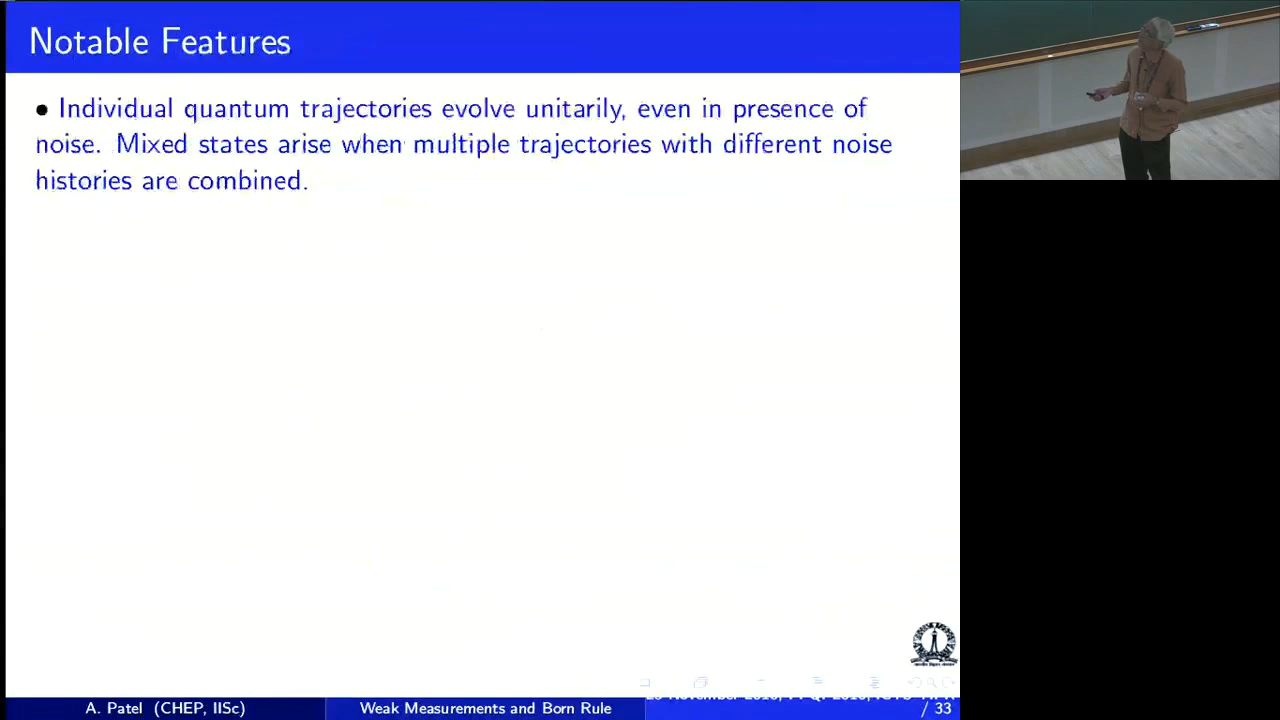 Notable Features
• Individual quantum trajectories evolve unitarily, even in presence of
noise. Mixed states arise when multiple trajectories with different noise
histories are combined.
A. Patel (CHEP, IISc)
Weak Measurements and Born Rule
/ 33